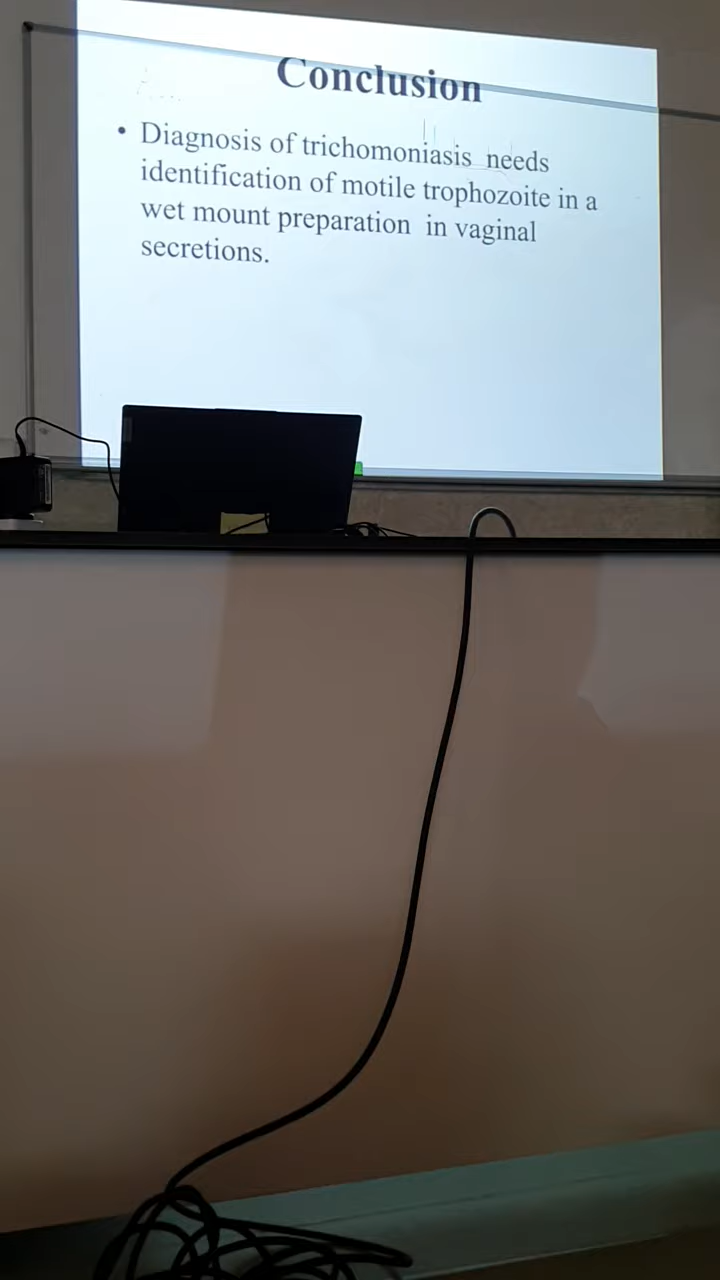 Conclusion
• Diagnosis of trichomoniasis needs
identification of motile trophozoite in a
wet mount preparation in vaginal
secretions.